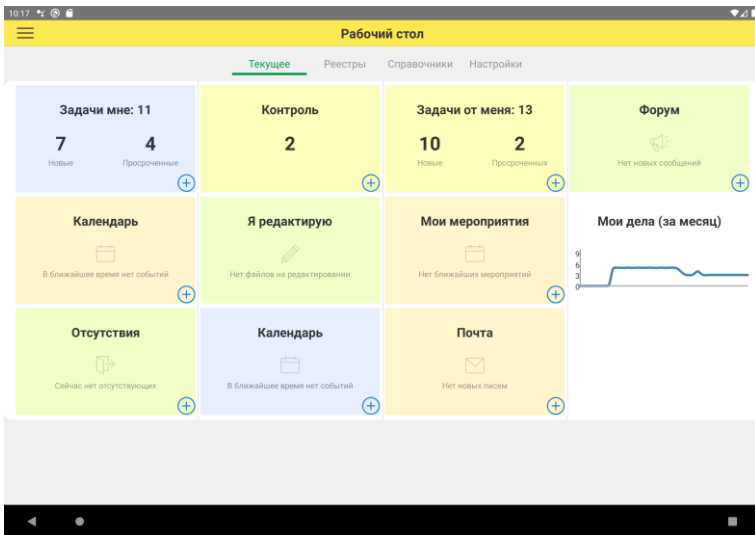 10:17
Рабочий стол
Текущее Реестры Справочники Настройки
Задачи мне: 11
7 4
Новые Просроченные
Контроль
2
Задачи от меня: 13
10 2
Новые Просроченных
Форум
Нет новых сообщений
Календарь
В ближайшее время нет событий
Я редактирую
Нет файлов на редактировании
Мои мероприятия
Нет ближайших мероприятий
Мои дела (за месяц)
9
6
3
0
Отсутствия
Сейчас нет отсутствующих
Календарь
В ближайшее время нет событий
Почта
Нет новых писем